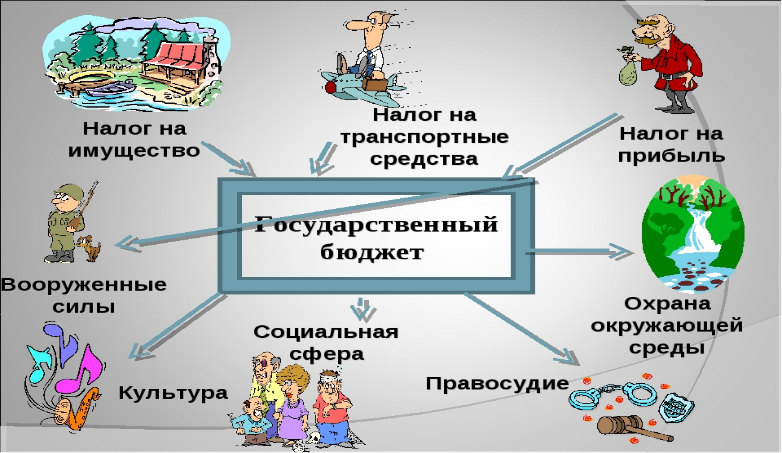 Налог на
имущество
Налог на
транспортные
средства
Налог на
прибыль
Государственный
бюджет
Вооруженные
силы
Охрана
окружающей
среды
Социальная
сфера
Культура
Правосудие